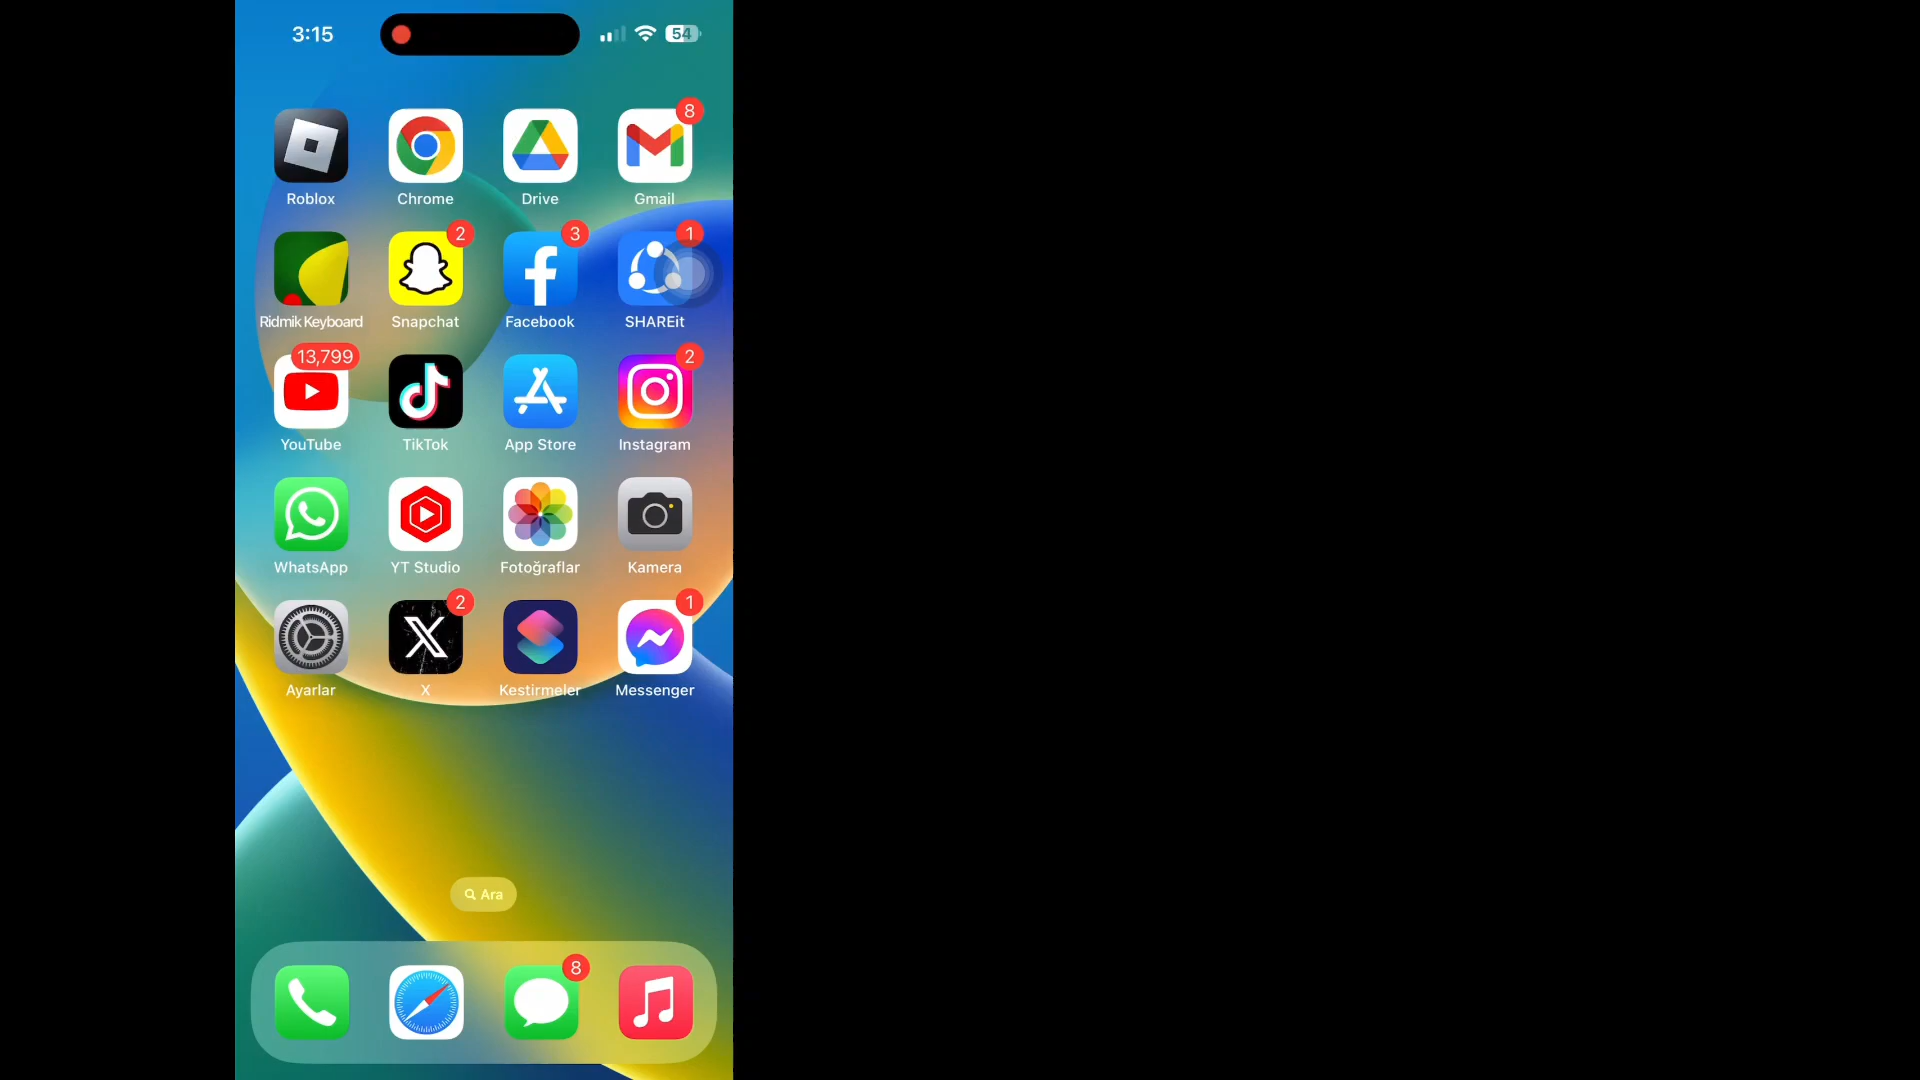 3:15
54
8
Roblox Chrome Drive Gmail
2 3 1
Ridmik Keyboard Snapchat Facebook SHAREit
13,799 2
YouTube TikTok App Store Instagram
WhatsApp YT Studio Fotoğraflar Kamera
2 1
Ayarlar X Kestirmeler Messenger
Ara
8